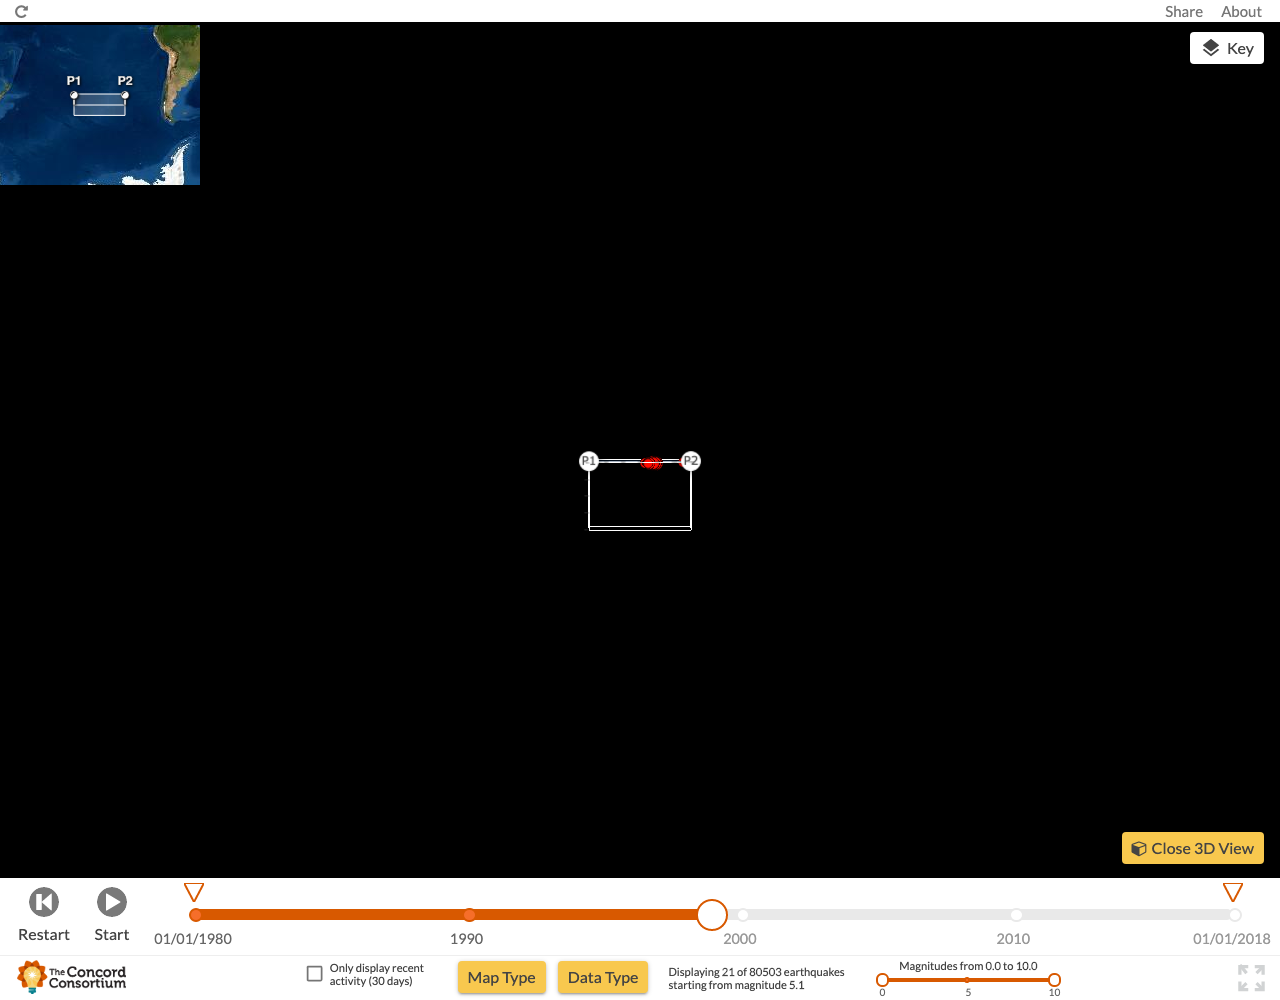 Share About
P1 P2
Key
P1 P2
Close 3D View
Restart Start
01/01/1980 1990 2000 2010 01/01/2018
The Concord Consortium
Only display recent
activity (30 days)
Map Type Data Type
Displaying 21 of 80503 earthquakes
starting from magnitude 5.1
Magnitudes from 0.0 to 10.0
0 5 10